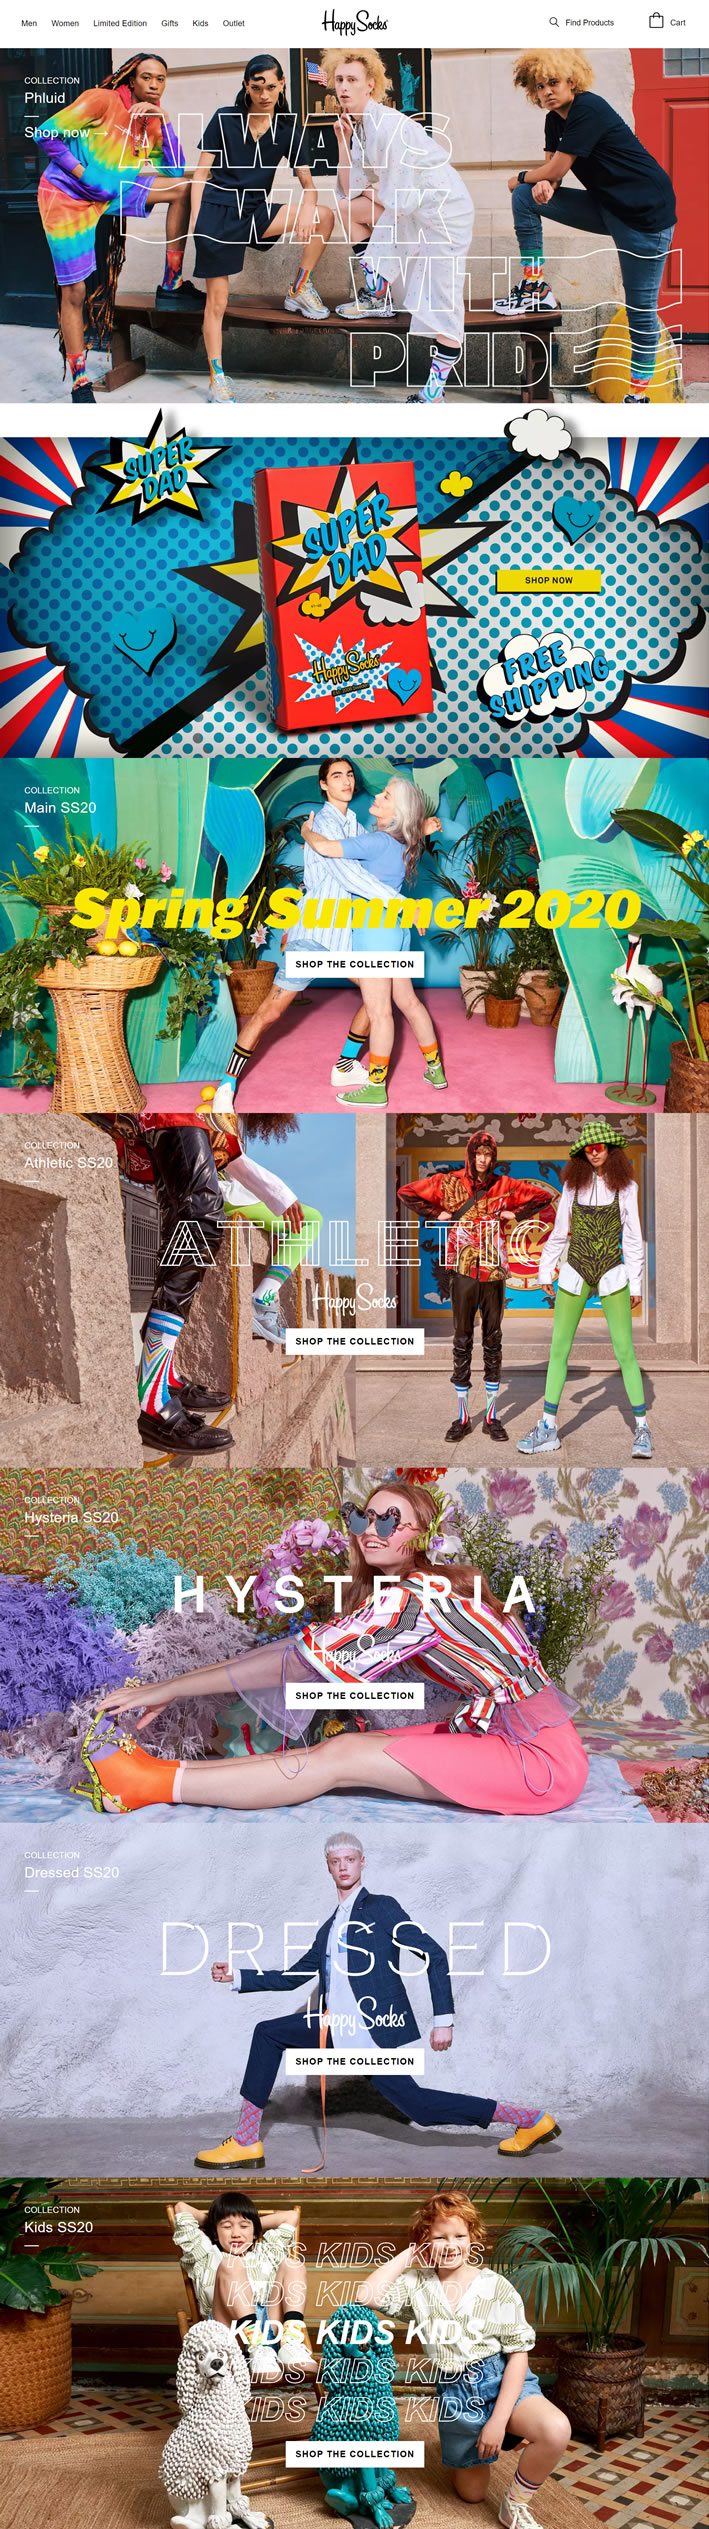 Men Women Limited Edition Gifts Kids Outlet
Happy Socks
Find Products
Cart
COLLECTION
Phluid
Shop now →
ALWAYS
WALK
WITH
PRIDE
SUPER
DAD
SUPER
DAD
Happy Socks
SHOP NOW
FREE
SHIPPING
COLLECTION
Main SS20
Spring/Summer 2020
SHOP THE COLLECTION
COLLECTION
Athletic SS20
ATHLETIC
Happy Socks
SHOP THE COLLECTION
COLLECTION
Hysteria SS20
HYSTERIA
Happy Socks
SHOP THE COLLECTION
COLLECTION
Dressed SS20
DRESSED
Happy Socks
SHOP THE COLLECTION
COLLECTION
Kids SS20
KIDS KIDS KIDS
KIDS KIDS KIDS
KIDS KIDS KIDS
KIDS KIDS KIDS
KIDS KIDS KIDS
SHOP THE COLLECTION